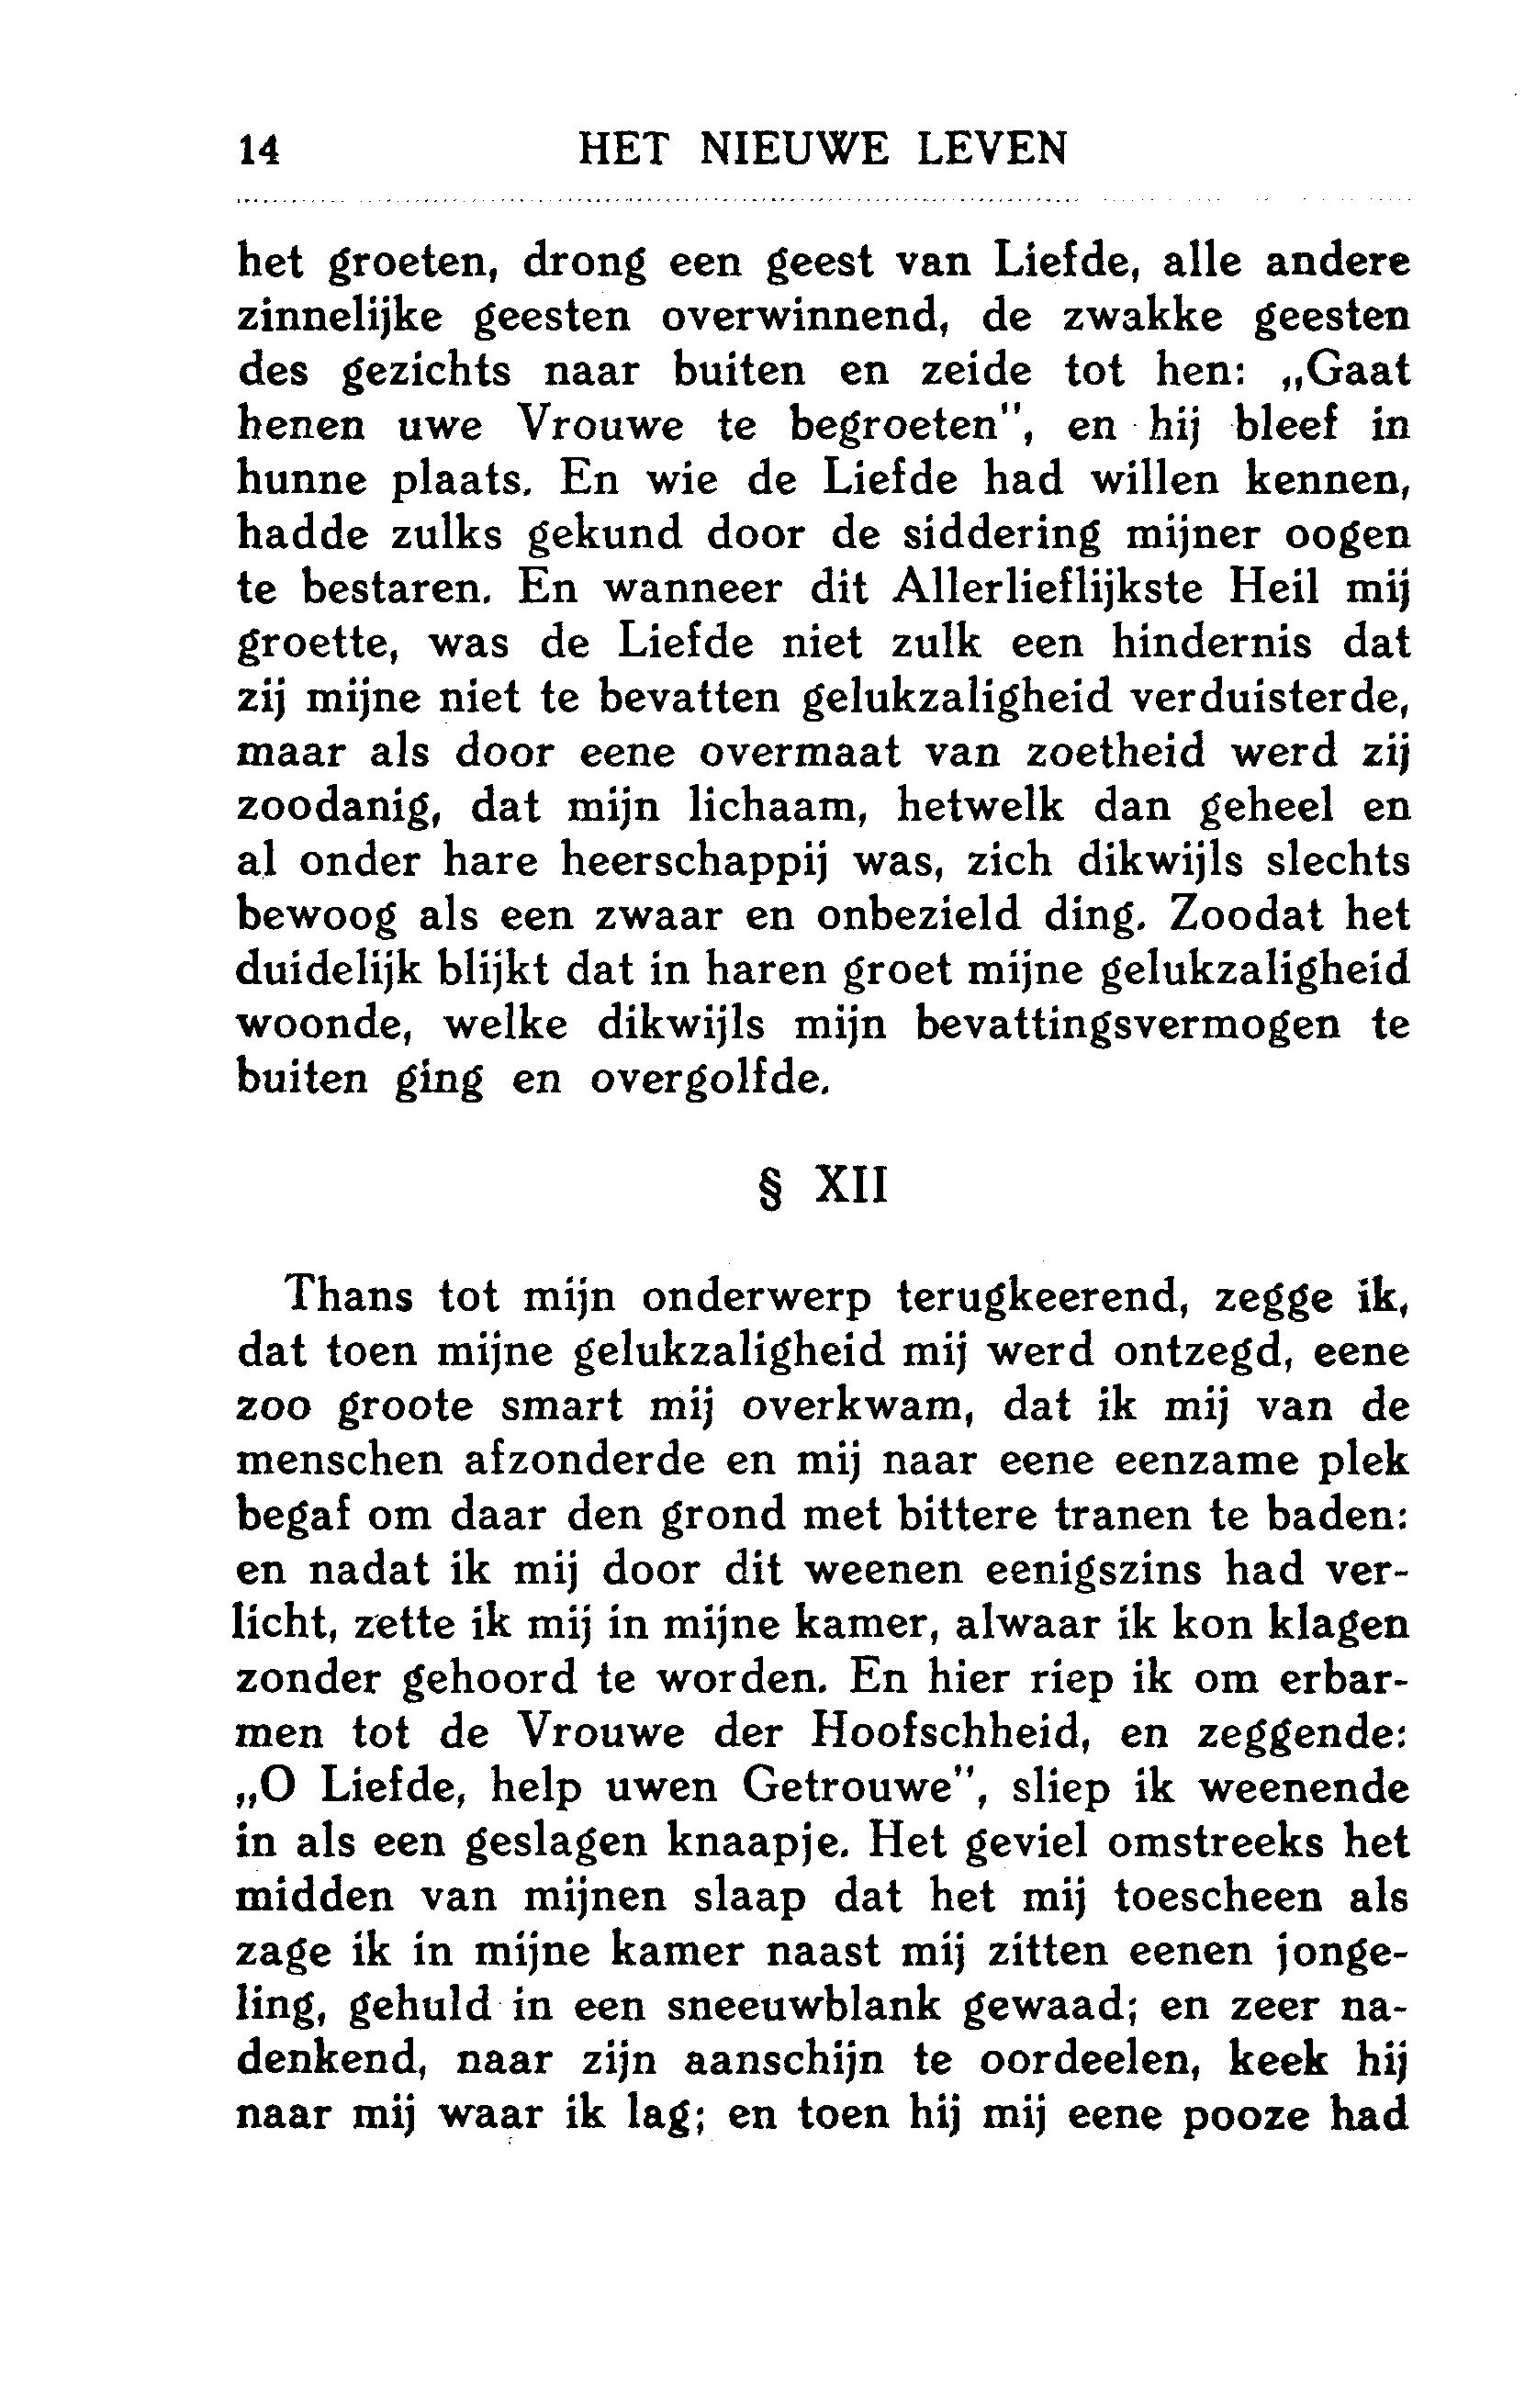 14 HET NIEUWE LEVEN
het groeten, drong een geest van Liefde, alle andere
zinnelijke geesten overwinnend, de zwakke geesten
des gezichts naar buiten en zeide tot hen: „Gaat
henen uwe Vrouwe te begroeten", en hij bleef in
hunne plaats. En wie de Liefde had willen kennen,
hadde zulks gekund door de siddering mijner oogen
te bestaren. En wanneer dit Allerlieflijkste Heil mij
groette, was de Liefde niet zulk een hindernis dat
zij mijne niet te bevatten gelukzaligheid verduisterde,
maar als door eene overmaat van zoetheid werd zij
zoodanig, dat mijn lichaam, hetwelk dan geheel en
al onder hare heerschappij was, zich dikwijls slechts
bewoog als een zwaar en onbezield ding. Zoodat het
duidelijk blijkt dat in haren groet mijne gelukzaligheid
woonde, welke dikwijls mijn bevattingsvermogen te
buiten ging en overgolfde.
§ XII
Thans tot mijn onderwerp terugkeerend, zegge ik,
dat toen mijne gelukzaligheid mij werd ontzegd, eene
zoo groote smart mij overkwam, dat ik mij van de
menschen afzonderde en mij naar eene eenzame plek
begaf om daar den grond met bittere tranen te baden:
en nadat ik mij door dit weenen eenigszins had ver-
licht, zette ik mij in mijne kamer, alwaar ik kon klagen
zonder gehoord te worden. En hier riep ik om erbar-
men tot de Vrouwe der Hoofschheid, en zeggende:
„O Liefde, help uwen Getrouwe", sliep ik weenende
in als een geslagen knaapje. Het geviel omstreeks het
midden van mijnen slaap dat het mij toescheen als
zage ik in mijne kamer naast mij zitten eenen jonge-
ling, gehuld in een sneeuwblank gewaad; en zeer na-
denkend, naar zijn aanschijn te oordeelen, keek hij
naar mij waar ik lag; en toen hij mij eene pooze had